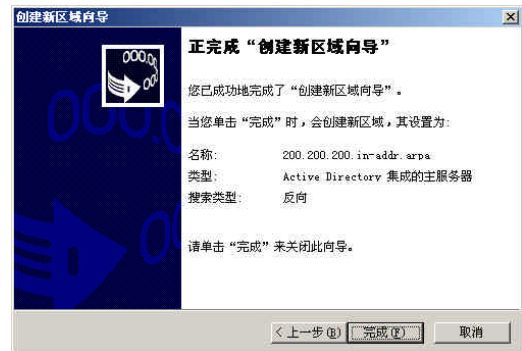 创建新区域向导
正完成“创建新区域向导”
您已成功地完成了“创建新区域向导”。
当您单击“完成”时，会创建新区域，其设置为:
名称: 200.200.200.in-addr.arpa
类型: Active Directory 集成的主服务器
搜索类型: 反向
请单击“完成”来关闭此向导。
< 上一步(B) 完成(F) 取消